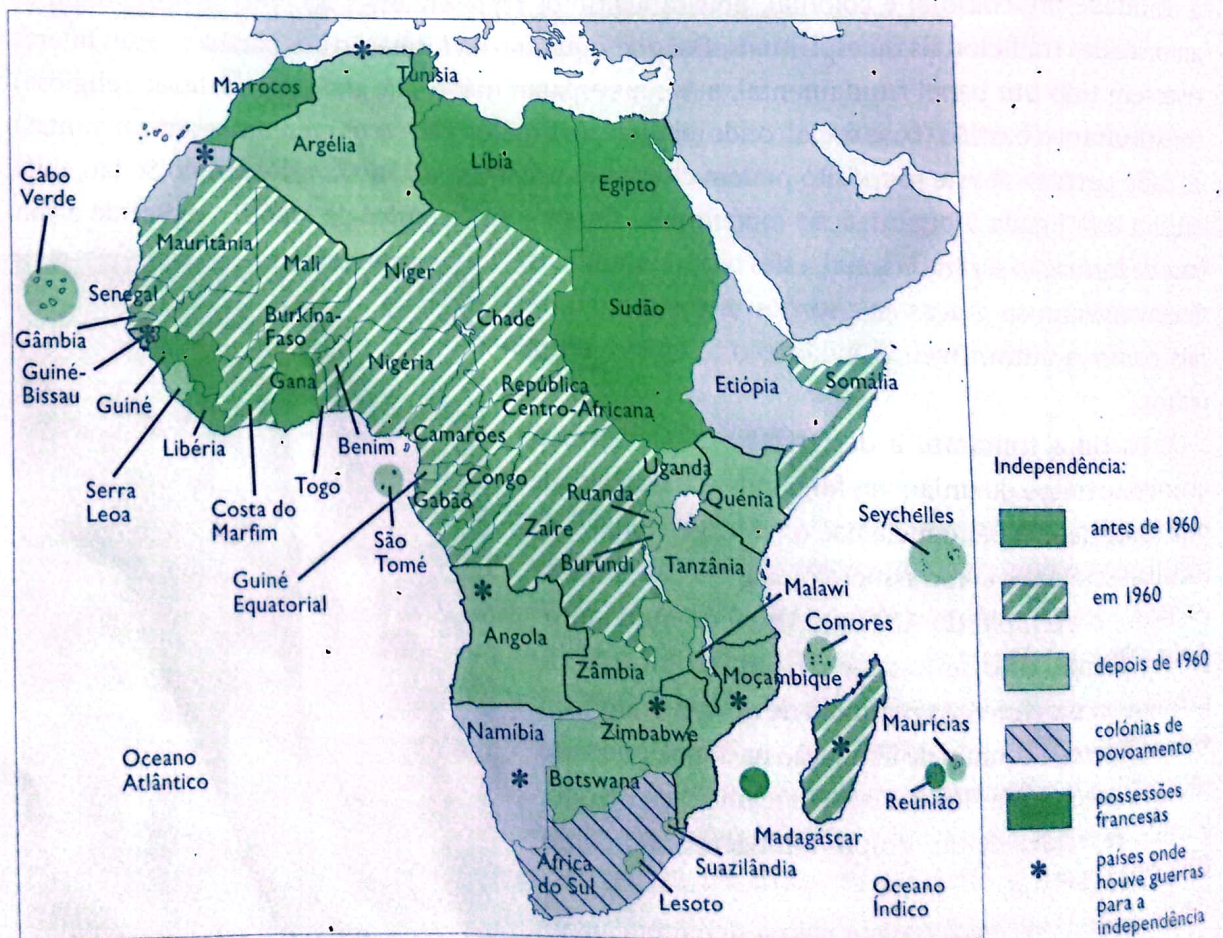 Tunísia
Marrocos
Argélia
Líbia
Egipto
Cabo
Verde
Mauritânia
Mali
Níger
Senegal
Chade
Sudão
Gâmbia
Burkina-
Faso
Nigéria
Guiné-
Bissau
Guiné
Gana
República
Centro-Africana
Etiópia
Somália
Libéria
Benim
Camarões
Serra
Leoa
Togo
Costa do
Marfim
Congo
Gabão
Uganda
Ruanda
Quénia
São
Tomé
Zaire
Burundi
Tanzânia
Guiné
Equatorial
Malawi
Seychélles
Comores
Angola
Zâmbia
Moçambique
Namíbia
Zimbabwe
Maurícias
Oceano
Atlântico
Botswana
Reunião
Madagáscar
Suazilândia
África
do Sul
Lesoto
Oceano
Índico
Independência:
antes de 1960
em 1960
depois de 1960
colónias de
povoamento
possessões
francesas
* países onde
houve guerras
para a
independência